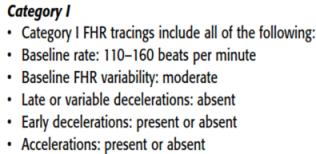 Category I
• Category I FHR tracings include all of the following:
• Baseline rate: 110–160 beats per minute
• Baseline FHR variability: moderate
• Late or variable decelerations: absent
• Early decelerations: present or absent
• Accelerations: present or absent